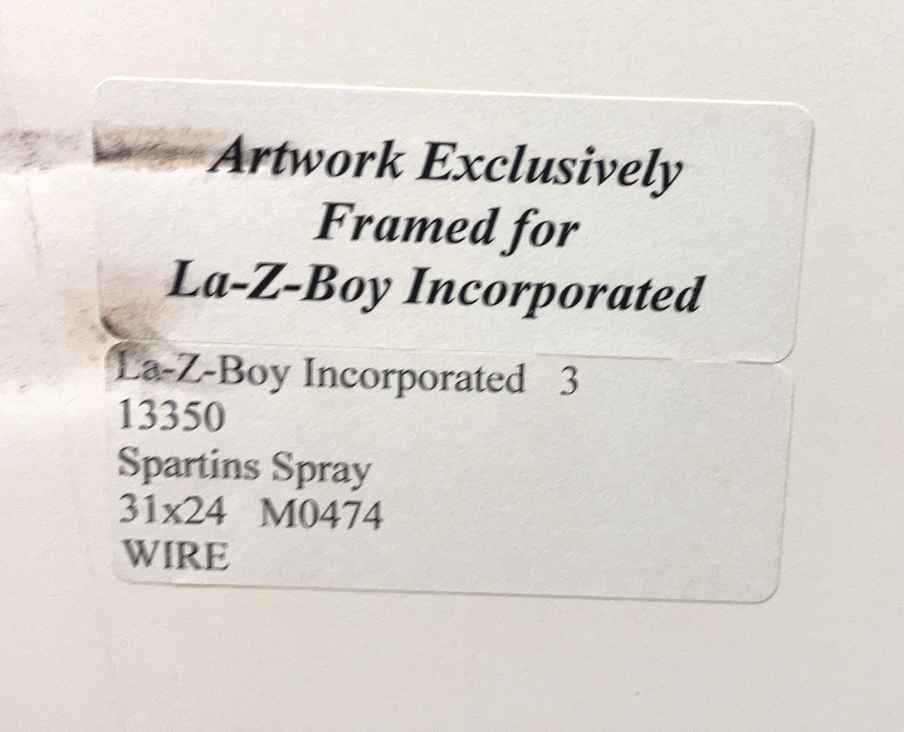 Artwork Exclusively
Framed for
La-Z-Boy Incorporated
La-Z-Boy Incorporated 3
13350
Spartins Spray
31x24 M0474
WIRE